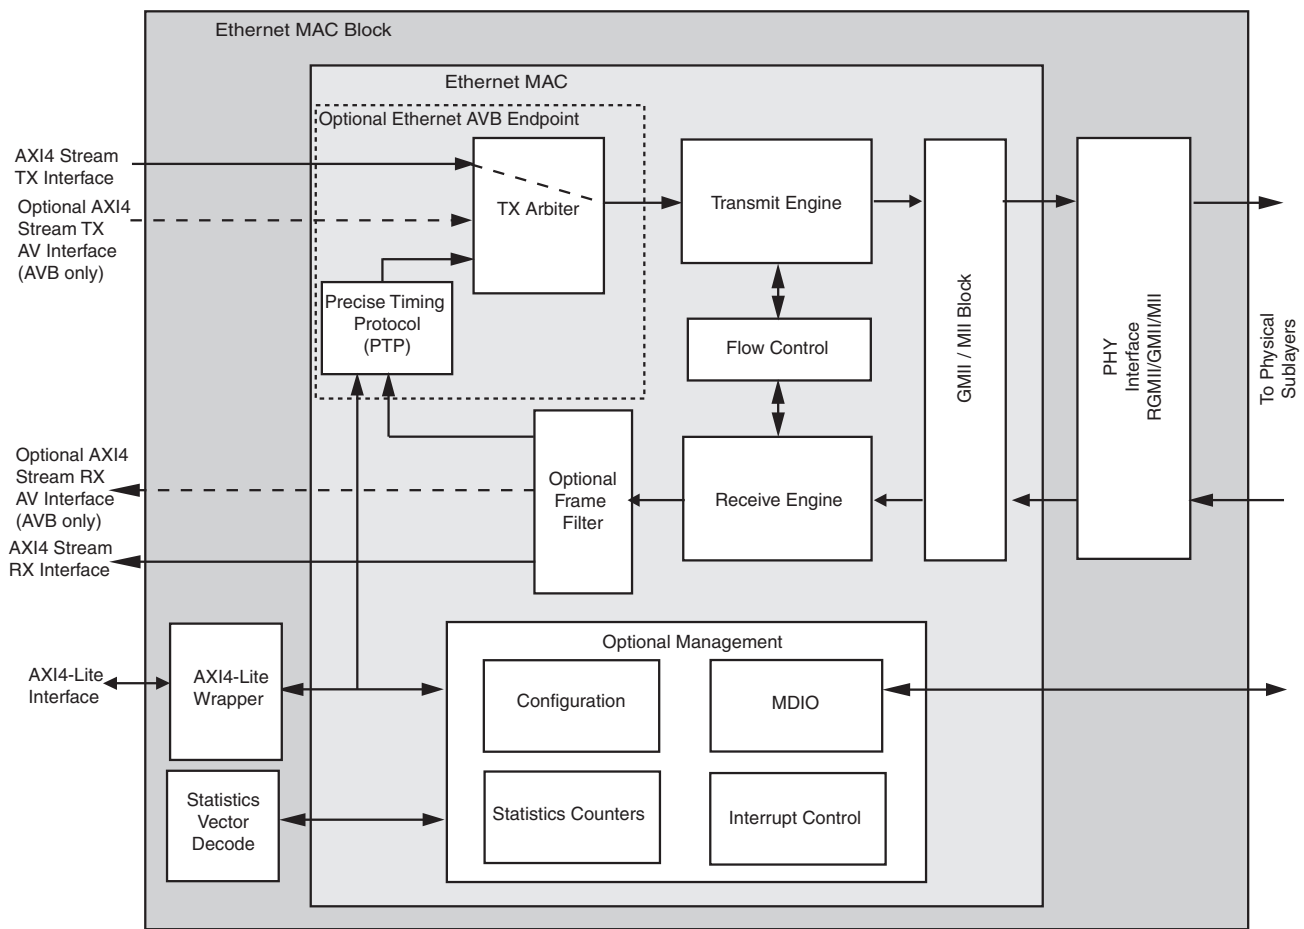 Ethernet MAC Block
Ethernet MAC
Optional Ethernet AVB Endpoint
AXI4 Stream
TX Interface
Optional AXI4
Stream TX
AV Interface
(AVB only)
TX Arbiter
Transmit Engine
Precise Timing
Protocol
(PTP)
Flow Control
GMII / MII Block
PHY
Interface
RGMII/GMII/MII
To Physical
Sublayers
Optional AXI4
Stream RX
AV Interface
(AVB only)
AXI4 Stream
RX Interface
Optional
Frame
Filter
Receive Engine
AXI4-Lite
Interface
AXI4-Lite
Wrapper
Optional Management
Configuration
MDIO
Statistics
Vector
Decode
Statistics Counters
Interrupt Control